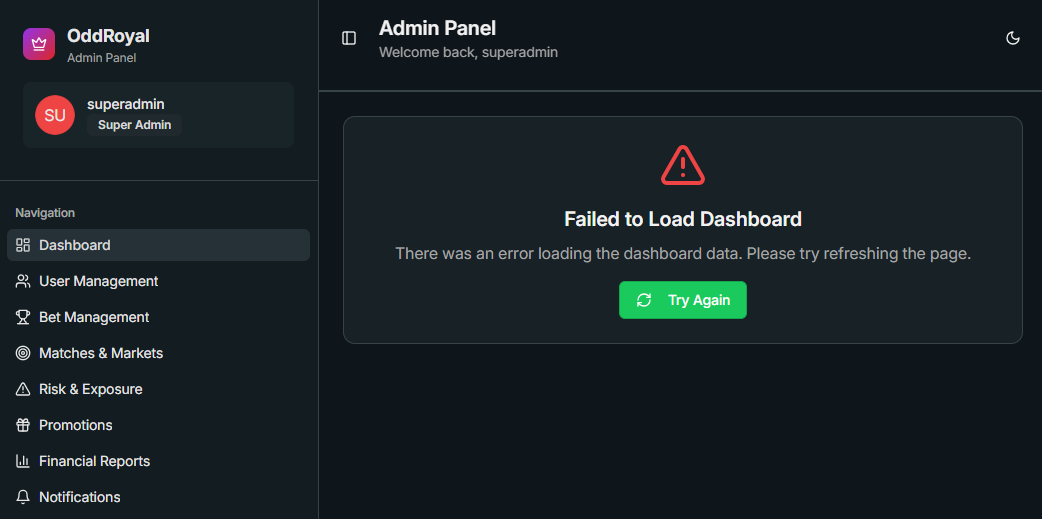 OddRoyal
Admin Panel
SU
superadmin
Super Admin
Navigation
Dashboard
User Management
Bet Management
Matches & Markets
Risk & Exposure
Promotions
Financial Reports
Notifications
Admin Panel
Welcome back, superadmin
Failed to Load Dashboard
There was an error loading the dashboard data. Please try refreshing the page.
Try Again